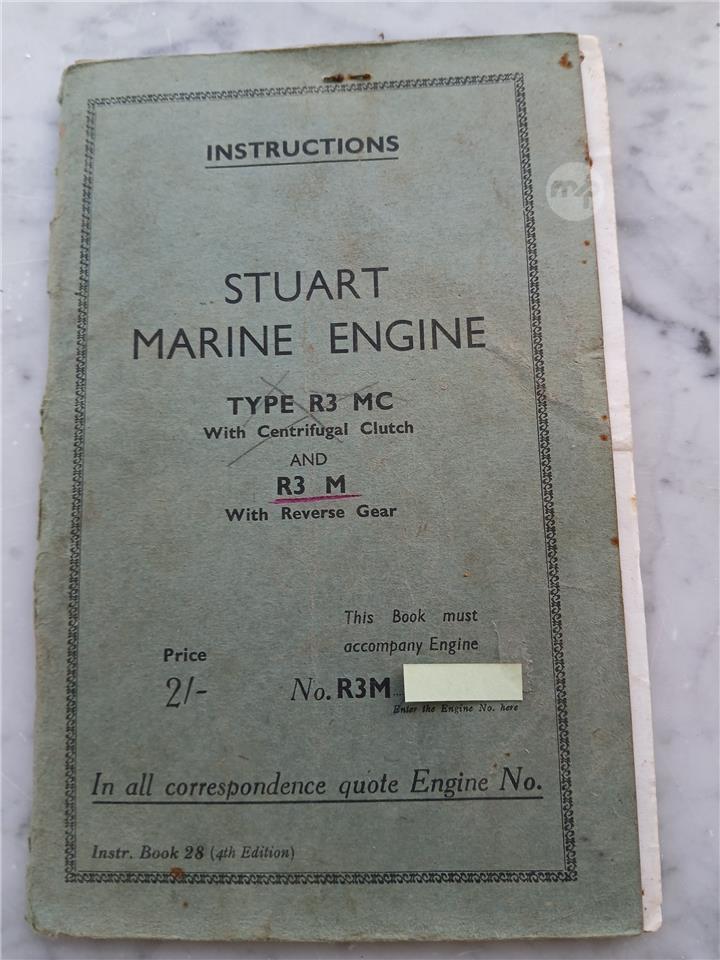 INSTRUCTIONS
STUART
MARINE ENGINE
TYPE R3 MC
With Centrifugal Clutch
AND
R3 M
With Reverse Gear
This Book must
accompany Engine
Price
2/-
No. R3M
Enter the Engine No. here
In all correspondence quote Engine No.
Instr. Book 28 (4th Edition)